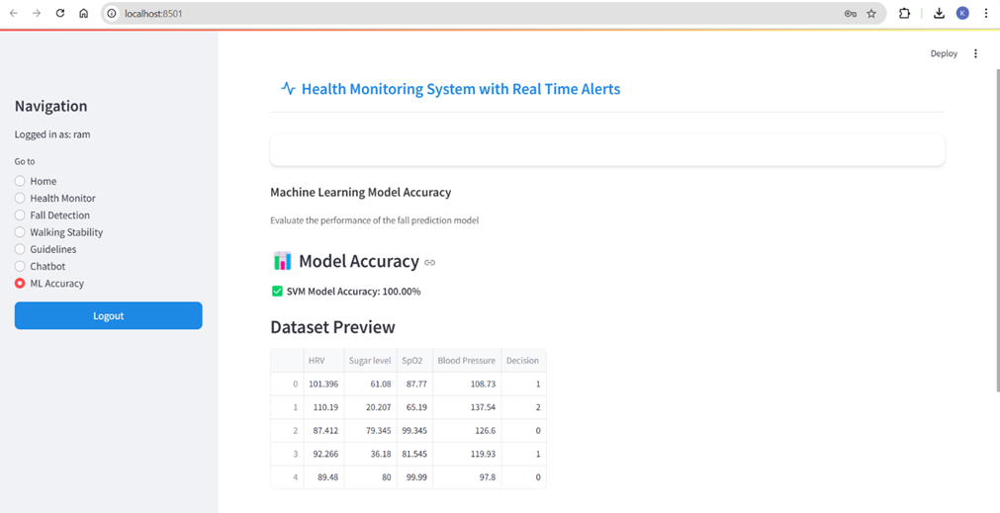 localhost:8501
K
Deploy
Navigation
Logged in as: ram
Go to
Home
Health Monitor
Fall Detection
Walking Stability
Guidelines
Chatbot
ML Accuracy
Logout
Health Monitoring System with Real Time Alerts
Machine Learning Model Accuracy
Evaluate the performance of the fall prediction model
Model Accuracy
SVM Model Accuracy: 100.00%
Dataset Preview
HRV Sugar level SpO2 Blood Pressure Decision
0 101.396 61.08 87.77 108.73 1
1 110.19 20.207 65.19 137.54 2
2 87.412 79.345 99.345 126.6 0
3 92.266 36.18 81.545 119.93 1
4 89.48 80 99.99 97.8 0